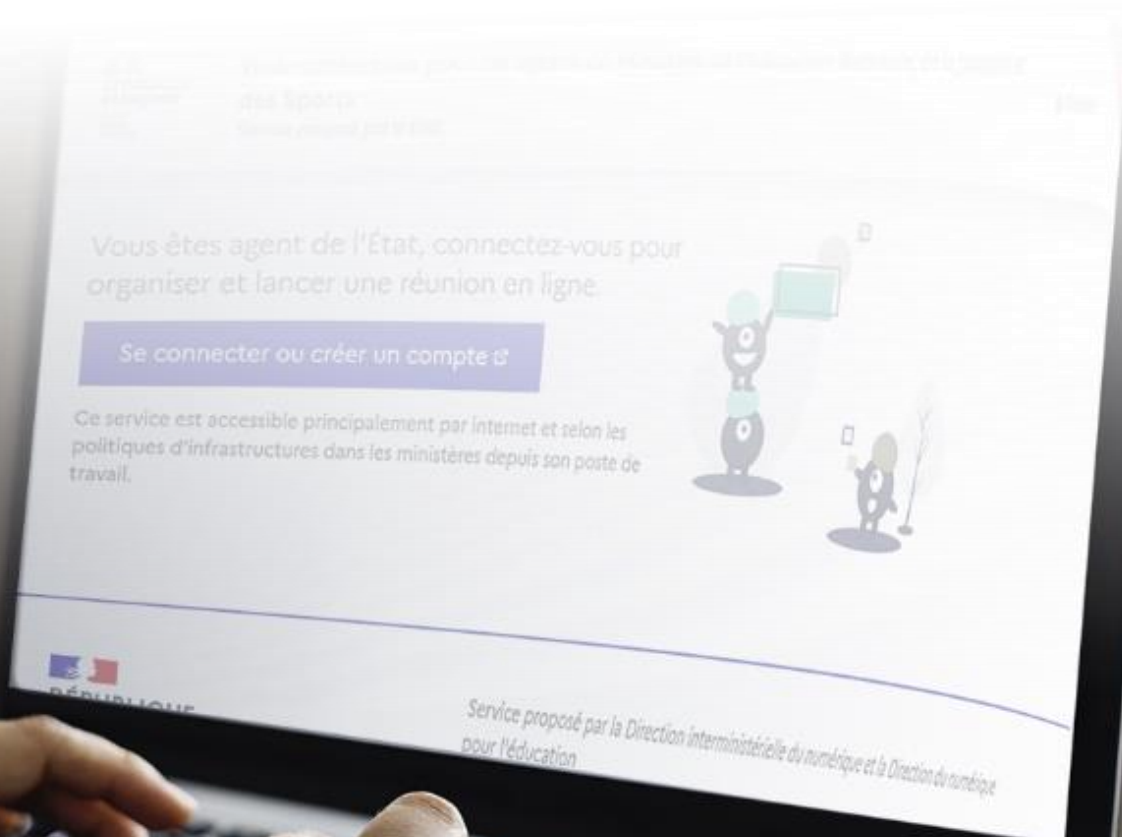 des Sports
Vous êtes agent de l'État, connectez-vous pour
organiser et lancer une réunion en ligne.
Se connecter ou créer un compte
Ce service est accessible principalement par internet et selon les
politiques d'infrastructures dans les ministères depuis son poste de
travail.
RÉPUBLIQUE
Service proposé par la Direction interministérielle du numérique et la Direction du numérique
pour l'éducation